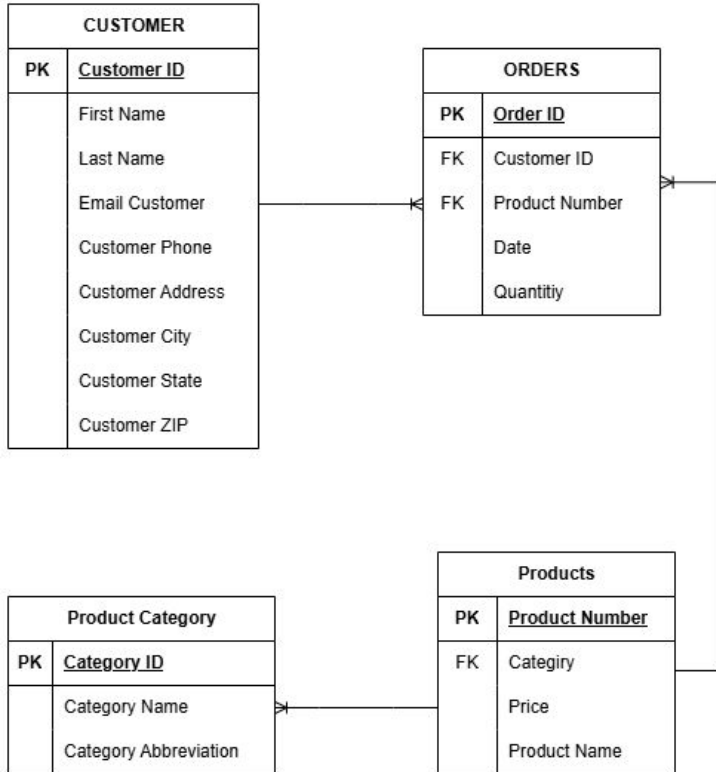 CUSTOMER
PK Customer ID
First Name
Last Name
Email Customer
Customer Phone
Customer Address
Customer City
Customer State
Customer ZIP
ORDERS
PK Order ID
FK Customer ID
FK Product Number
Date
Quantitiy
Product Category
PK Category ID
Category Name
Category Abbreviation
Products
PK Product Number
FK Categiry
Price
Product Name